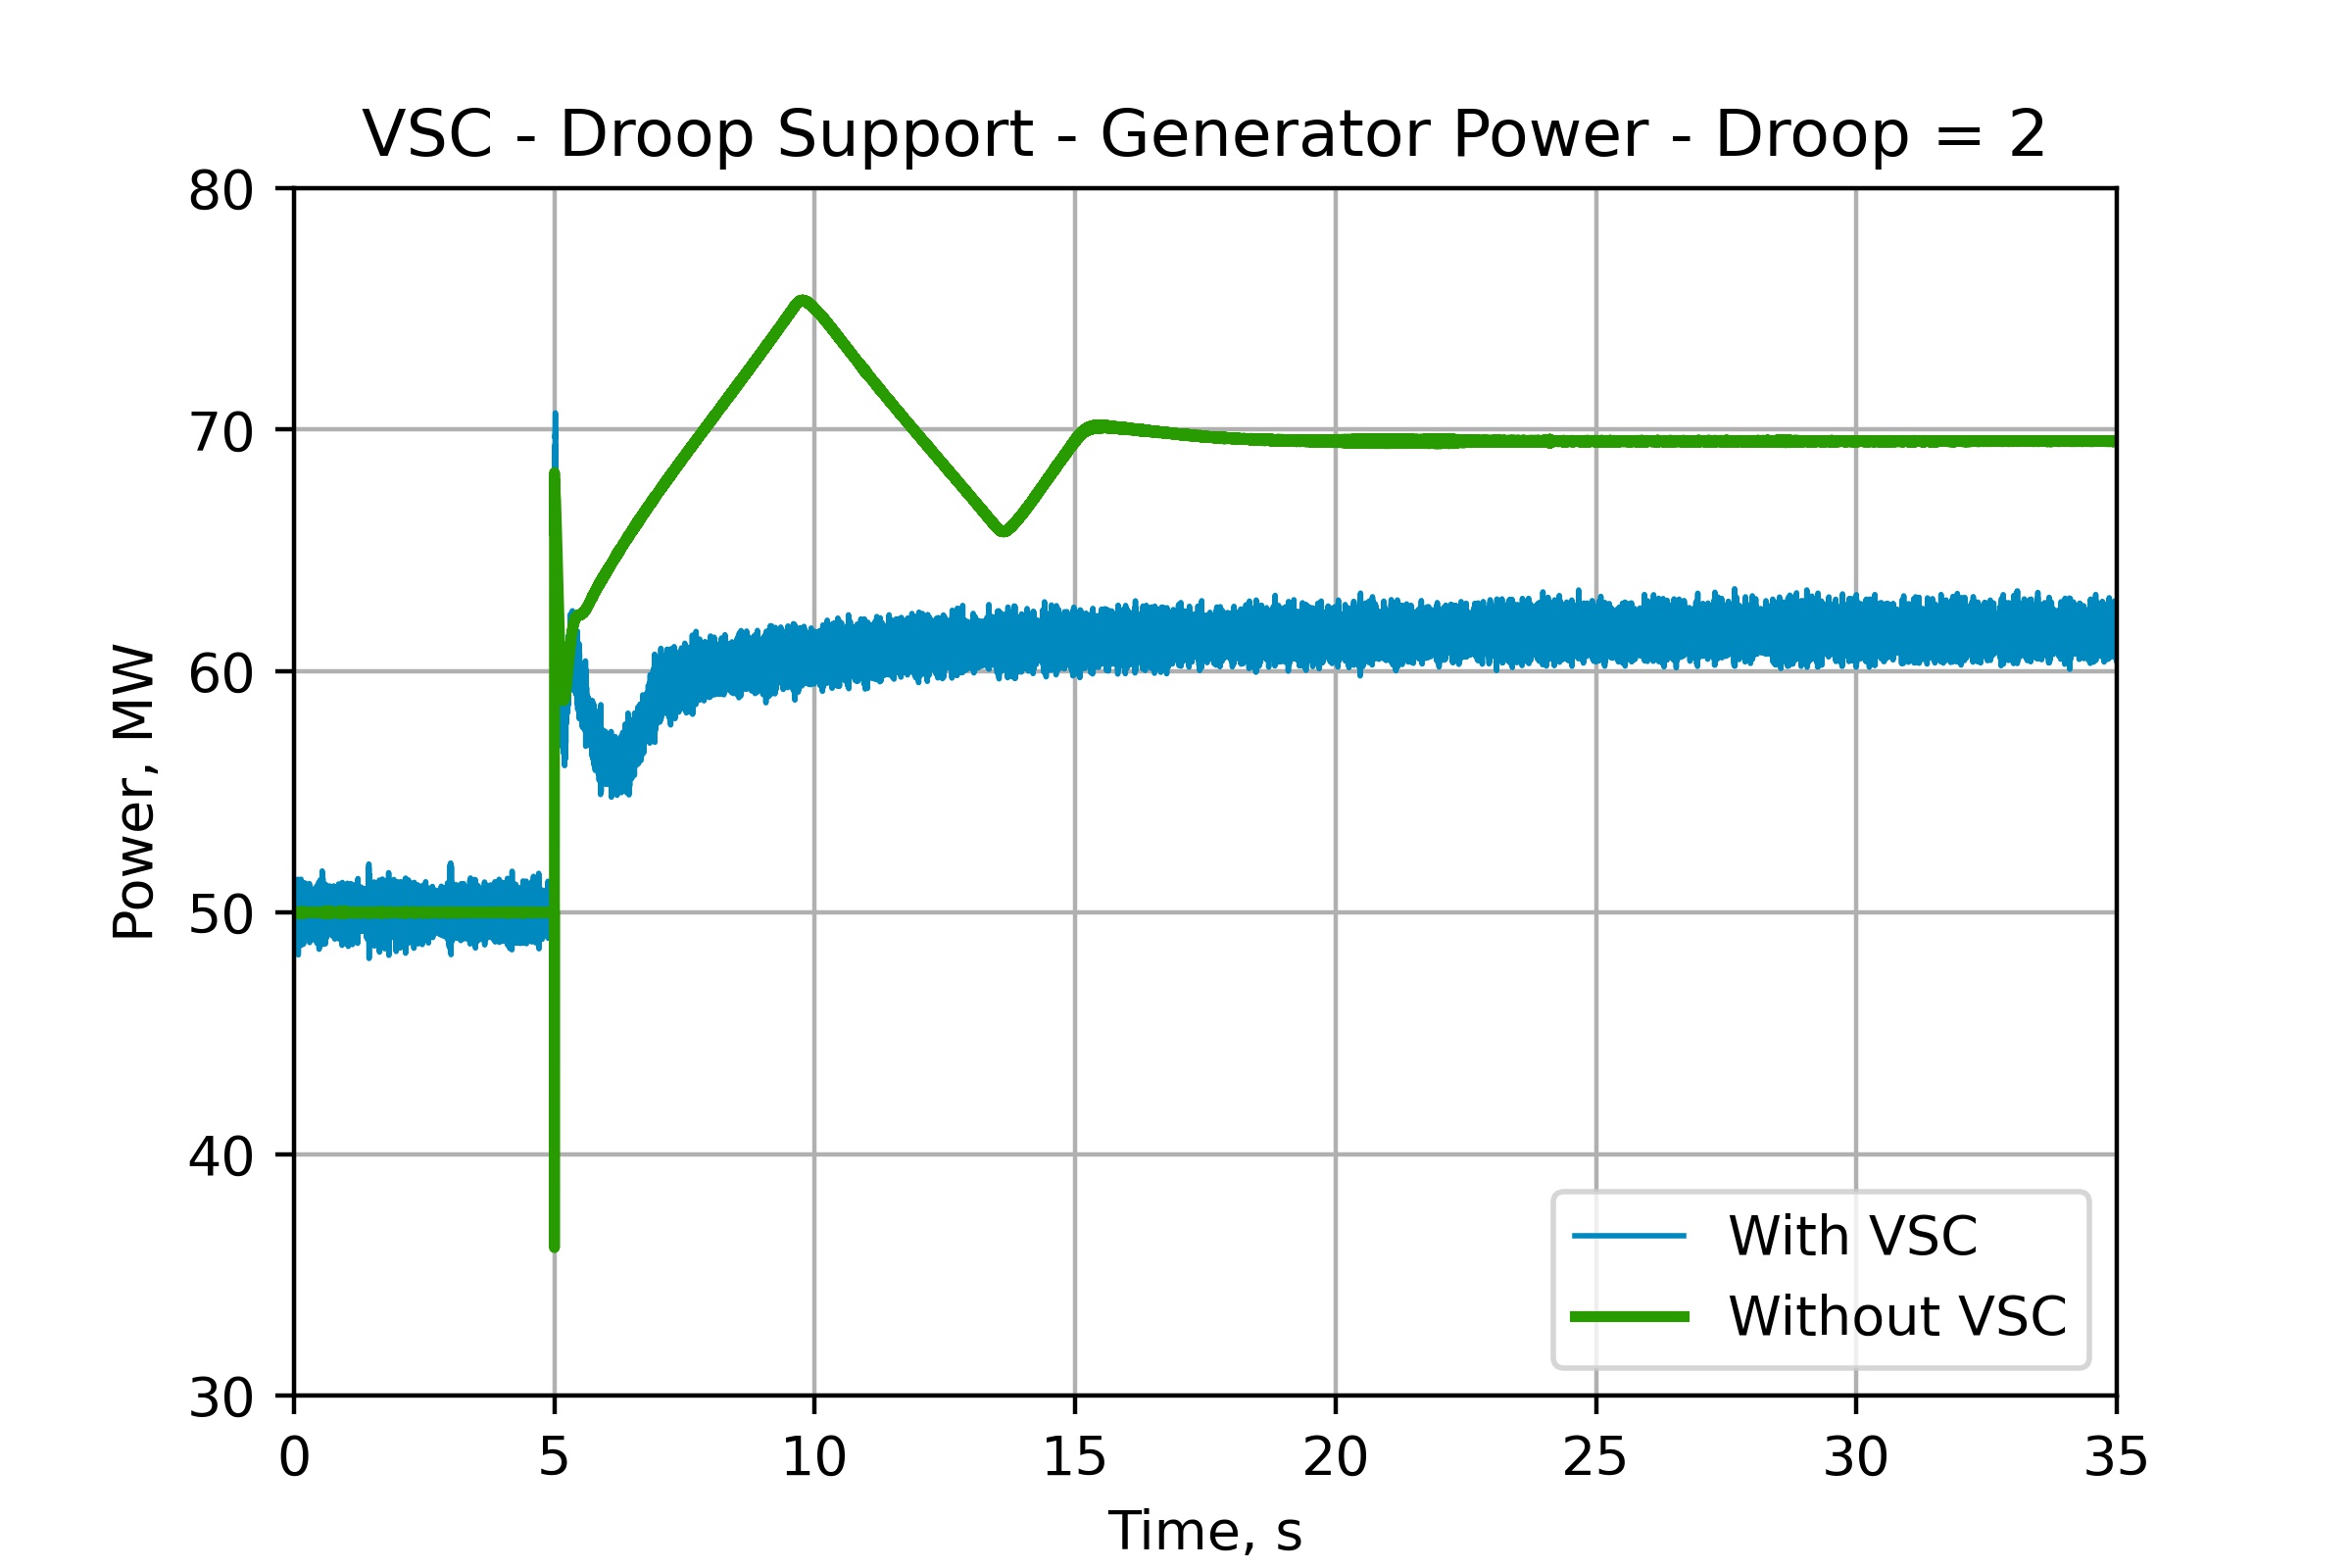 VSC - Droop Support - Generator Power - Droop = 2
80
70
60
50
40
30
Power, MW
0 5 10 15 20 25 30 35
Time, s
With VSC
Without VSC